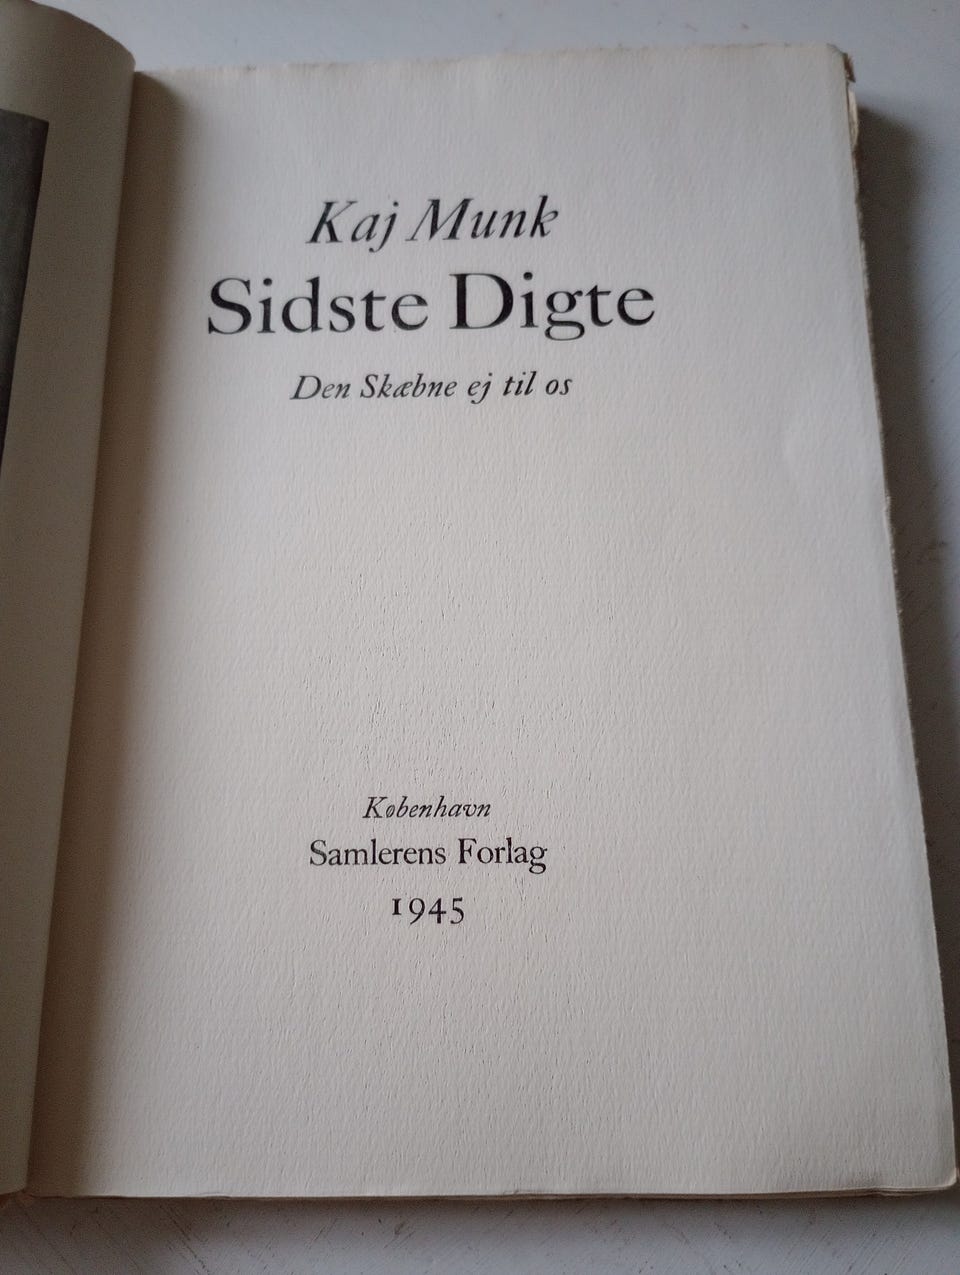 Kaj Munk
Sidste Digte
Den Skæbne ej til os
København
Samlerens Forlag
1945